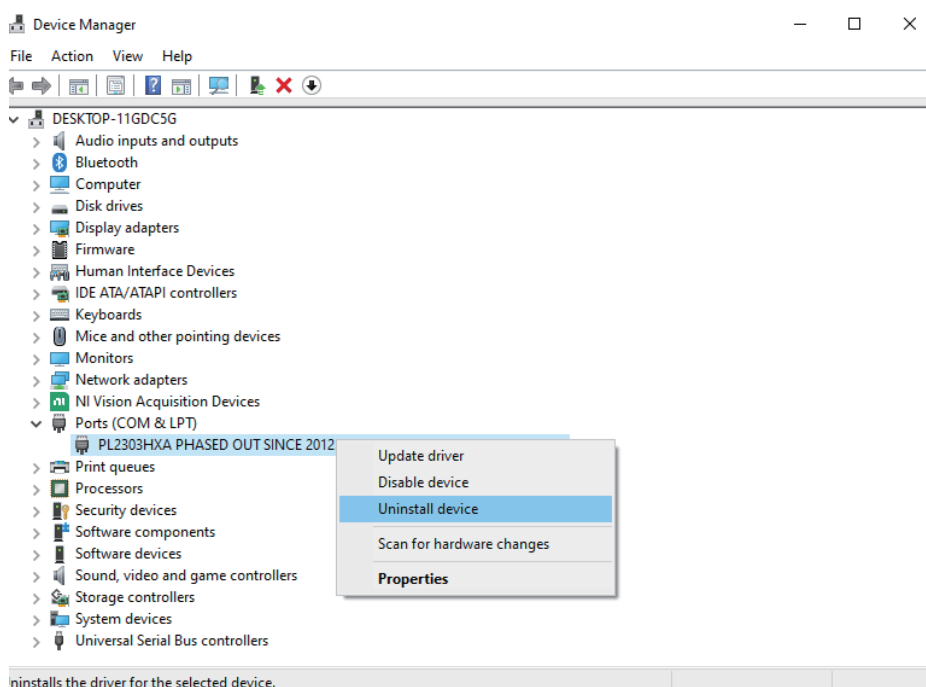 Device Manager
File Action View Help
DESKTOP-11GDC5G
Audio inputs and outputs
Bluetooth
Computer
Disk drives
Display adapters
Firmware
Human Interface Devices
IDE ATA/ATAPI controllers
Keyboards
Mice and other pointing devices
Monitors
Network adapters
NI Vision Acquisition Devices
Ports (COM & LPT)
PL2303HXA PHASED OUT SINCE 2012
Update driver
Disable device
Uninstall device
Scan for hardware changes
Properties
Print queues
Processors
Security devices
Software components
Software devices
Sound, video and game controllers
Storage controllers
System devices
Universal Serial Bus controllers
ninstalls the driver for the selected device.